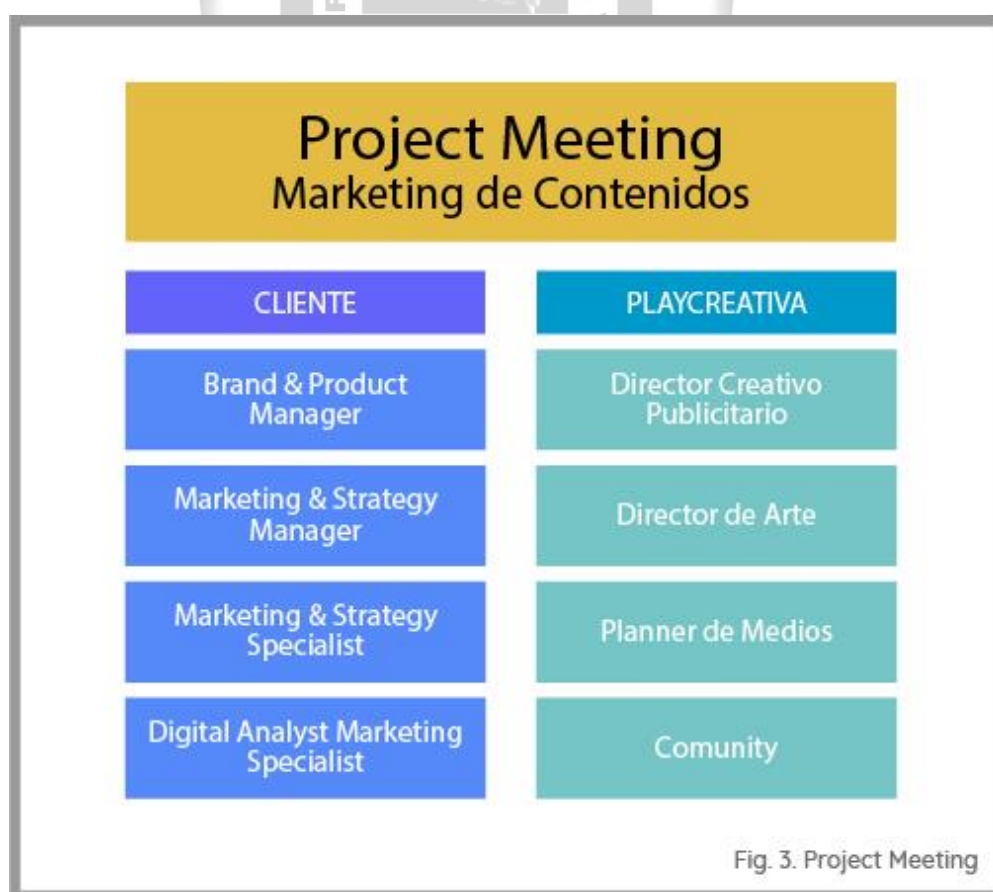 Project Meeting
Marketing de Contenidos
CLIENTE
Brand & Product
Manager
Marketing & Strategy
Manager
Marketing & Strategy
Specialist
Digital Analyst Marketing
Specialist
PLAYCREATIVA
Director Creativo
Publicitario
Director de Arte
Planner de Medios
Comunity
Fig. 3. Project Meeting